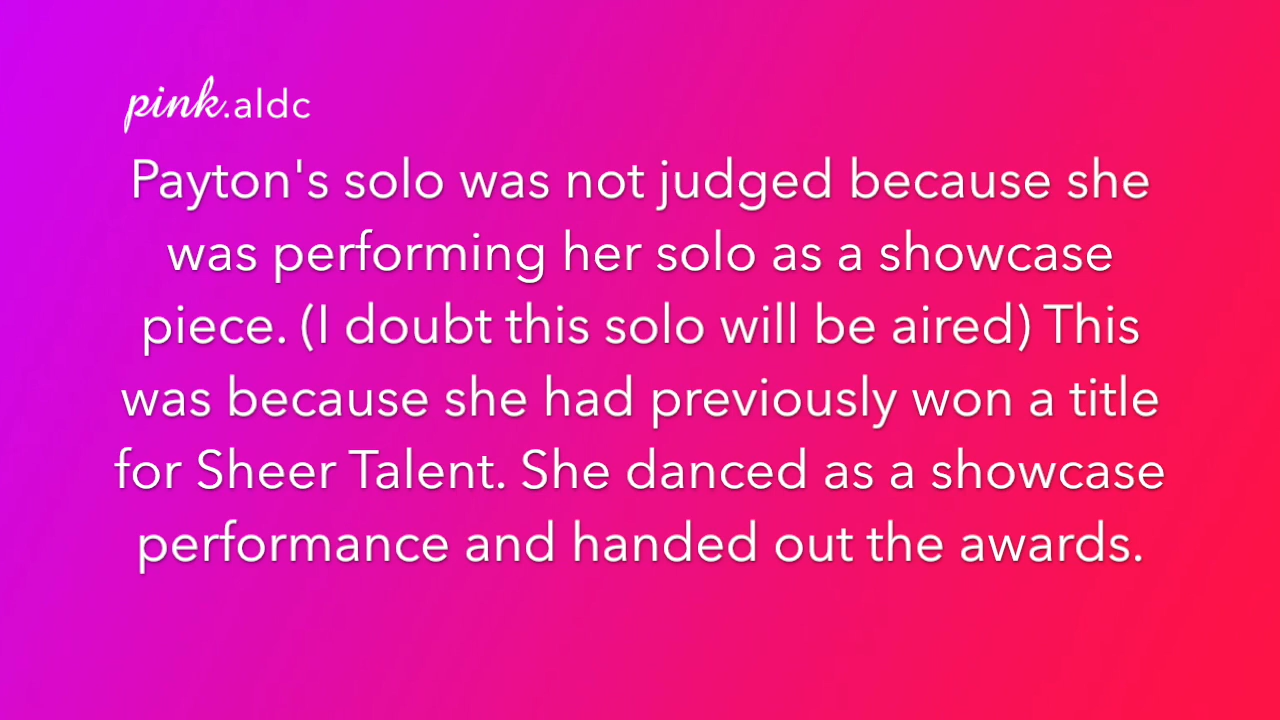 pink.aldc
Payton's solo was not judged because she
was performing her solo as a showcase
piece. (I doubt this solo will be aired) This
was because she had previously won a title
for Sheer Talent. She danced as a showcase
performance and handed out the awards.